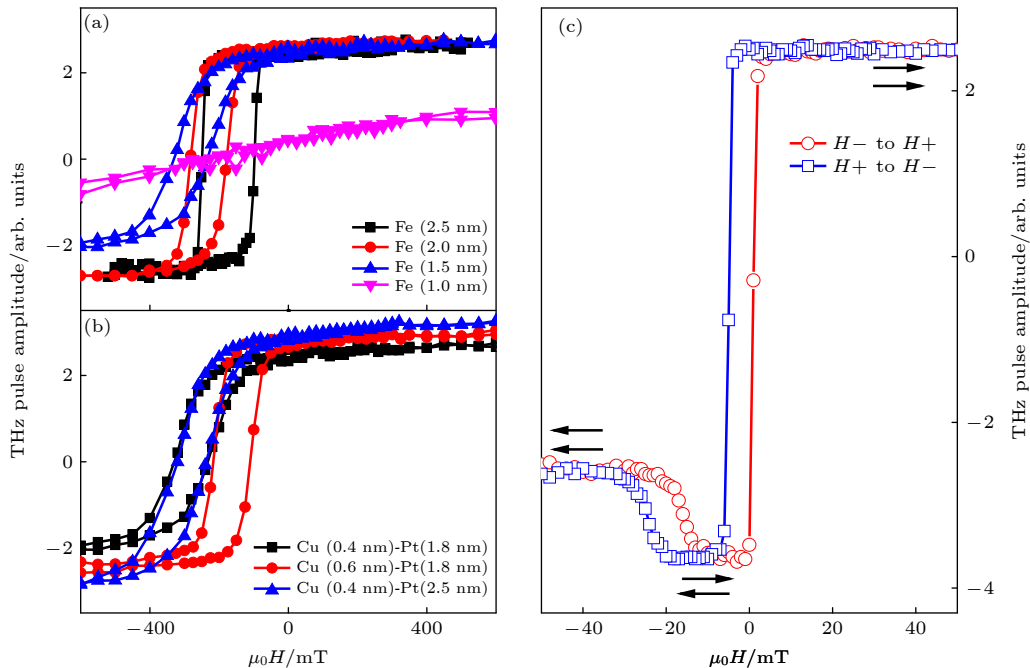 (a)
2
0
−2
Fe (2.5 nm)
Fe (2.0 nm)
Fe (1.5 nm)
Fe (1.0 nm)
(b)
2
0
−2
Cu (0.4 nm)-Pt(1.8 nm)
Cu (0.6 nm)-Pt(1.8 nm)
Cu (0.4 nm)-Pt(2.5 nm)
−400
0
400
μ₀H/mT
THz pulse amplitude/arb. units
(c)
H− to H+
H+ to H−
2
0
−2
−4
−40
−20
0
20
40
μ₀H/mT
THz pulse amplitude/arb. units